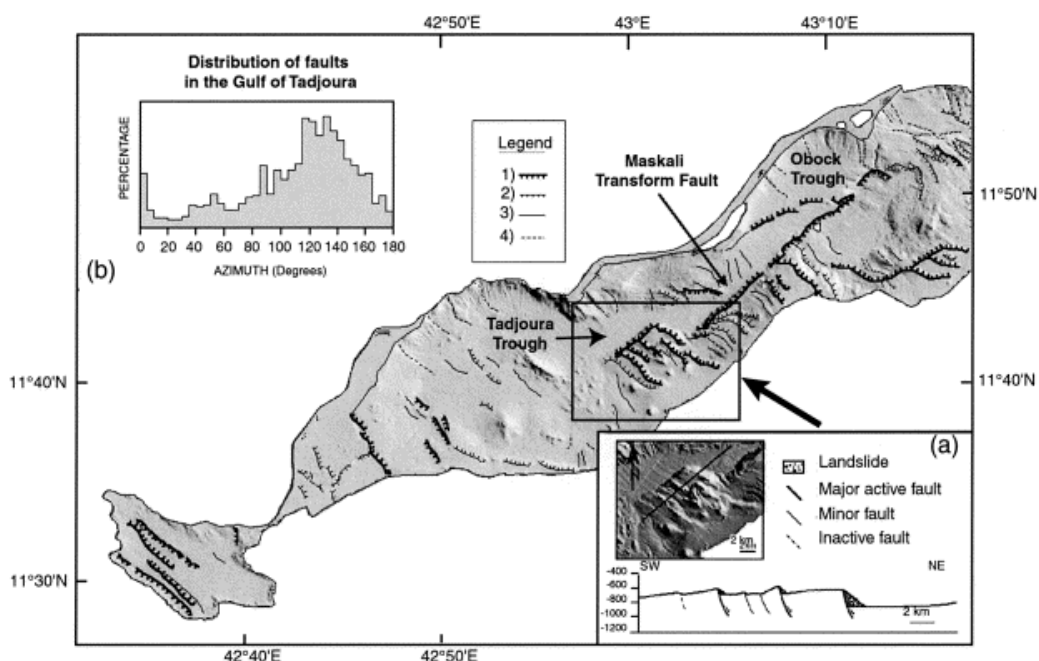 42°50'E
43°0'E
43°10'E
Distribution of faults
in the Gulf of Tadjoura
PERCENTAGE
0 20 40 60 80 100 120 140 160 180
AZIMUTH (Degrees)
(b)
Legend
1)
2)
3)
4)
Maskali
Transform Fault
Obock
Trough
11°50'N
Tadjoura
Trough
11°40'N
11°40'N
(a)
Landslide
Major active fault
Minor fault
Inactive fault
2 km
SW
NE
-400
-600
-800
-1000
-1200
2 km
11°30'N
11°30'N
42°40'E
42°50'E